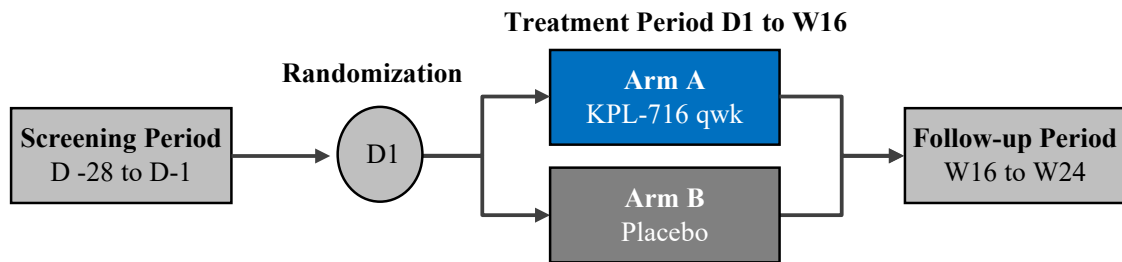 Treatment Period D1 to W16
Randomization
Arm A
KPL-716 qwk
Screening Period
D -28 to D-1
D1
Follow-up Period
W16 to W24
Arm B
Placebo